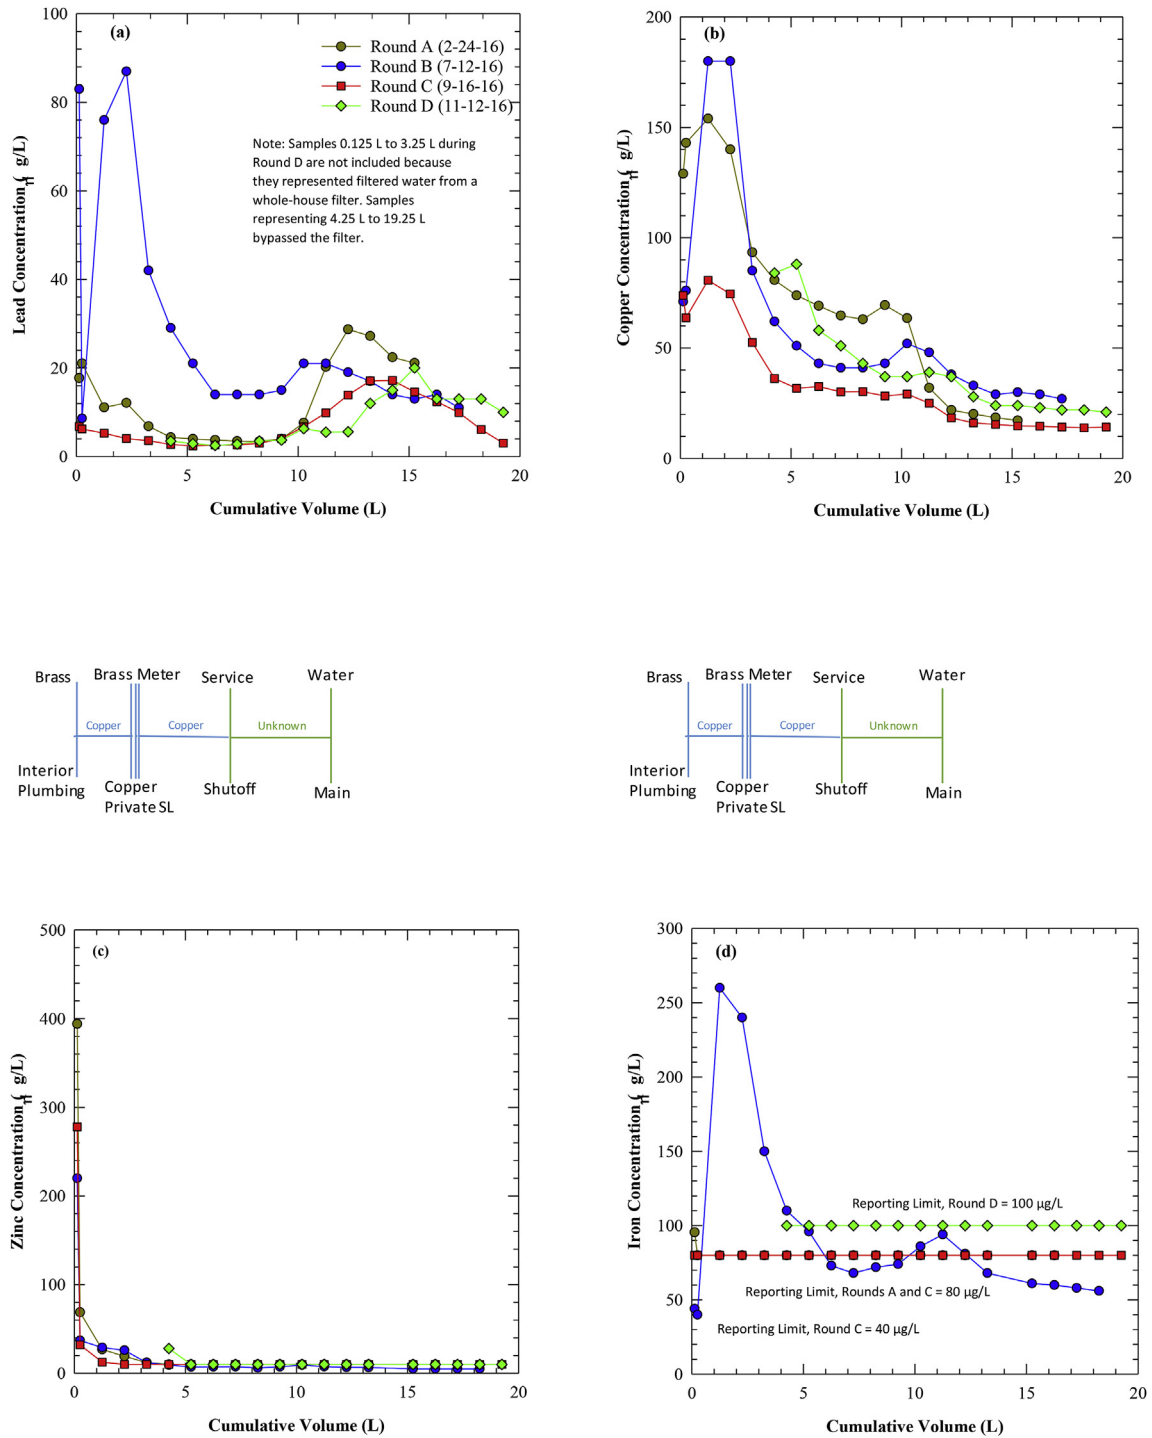 (a)
Round A (2-24-16)
Round B (7-12-16)
Round C (9-16-16)
Round D (11-12-16)
Note: Samples 0.125 L to 3.25 L during
Round D are not included because
they represented filtered water from a
whole-house filter. Samples
representing 4.25 L to 19.25 L
bypassed the filter.
100
80
60
40
20
0
Lead Concentration ( g/L)
0 5 10 15 20
Cumulative Volume (L)
(b)
200
150
100
50
0
Copper Concentration ( g/L)
0 5 10 15 20
Cumulative Volume (L)
Brass Brass Meter Service Water
Copper Copper Unknown
Interior
Plumbing
Copper
Private SL
Shutoff
Main
Brass Brass Meter Service Water
Copper Copper Unknown
Interior
Plumbing
Copper
Private SL
Shutoff
Main
(c)
500
400
300
200
100
0
Zinc Concentration ( g/L)
0 5 10 15 20
Cumulative Volume (L)
(d)
300
250
200
150
100
50
0
Iron Concentration ( g/L)
Reporting Limit, Round D = 100 µg/L
Reporting Limit, Rounds A and C = 80 µg/L
Reporting Limit, Round C = 40 µg/L
0 5 10 15 20
Cumulative Volume (L)